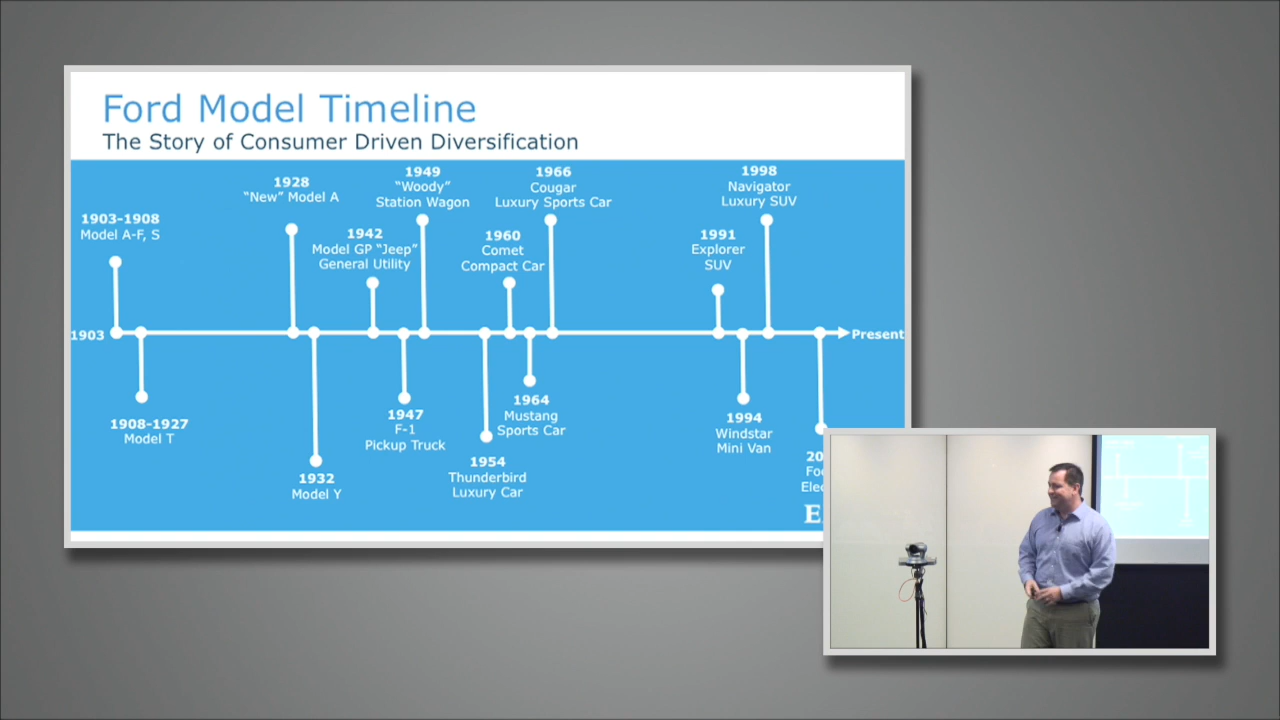 Ford Model Timeline
The Story of Consumer Driven Diversification
1903-1908
Model A-F, S
1928
“New” Model A
1942
Model GP “Jeep”
General Utility
1949
“Woody”
Station Wagon
1960
Comet
Compact Car
1966
Cougar
Luxury Sports Car
1991
Explorer
SUV
1998
Navigator
Luxury SUV
1903
Present
1908-1927
Model T
1932
Model Y
1947
F-1
Pickup Truck
1954
Thunderbird
Luxury Car
1964
Mustang
Sports Car
1994
Windstar
Mini Van